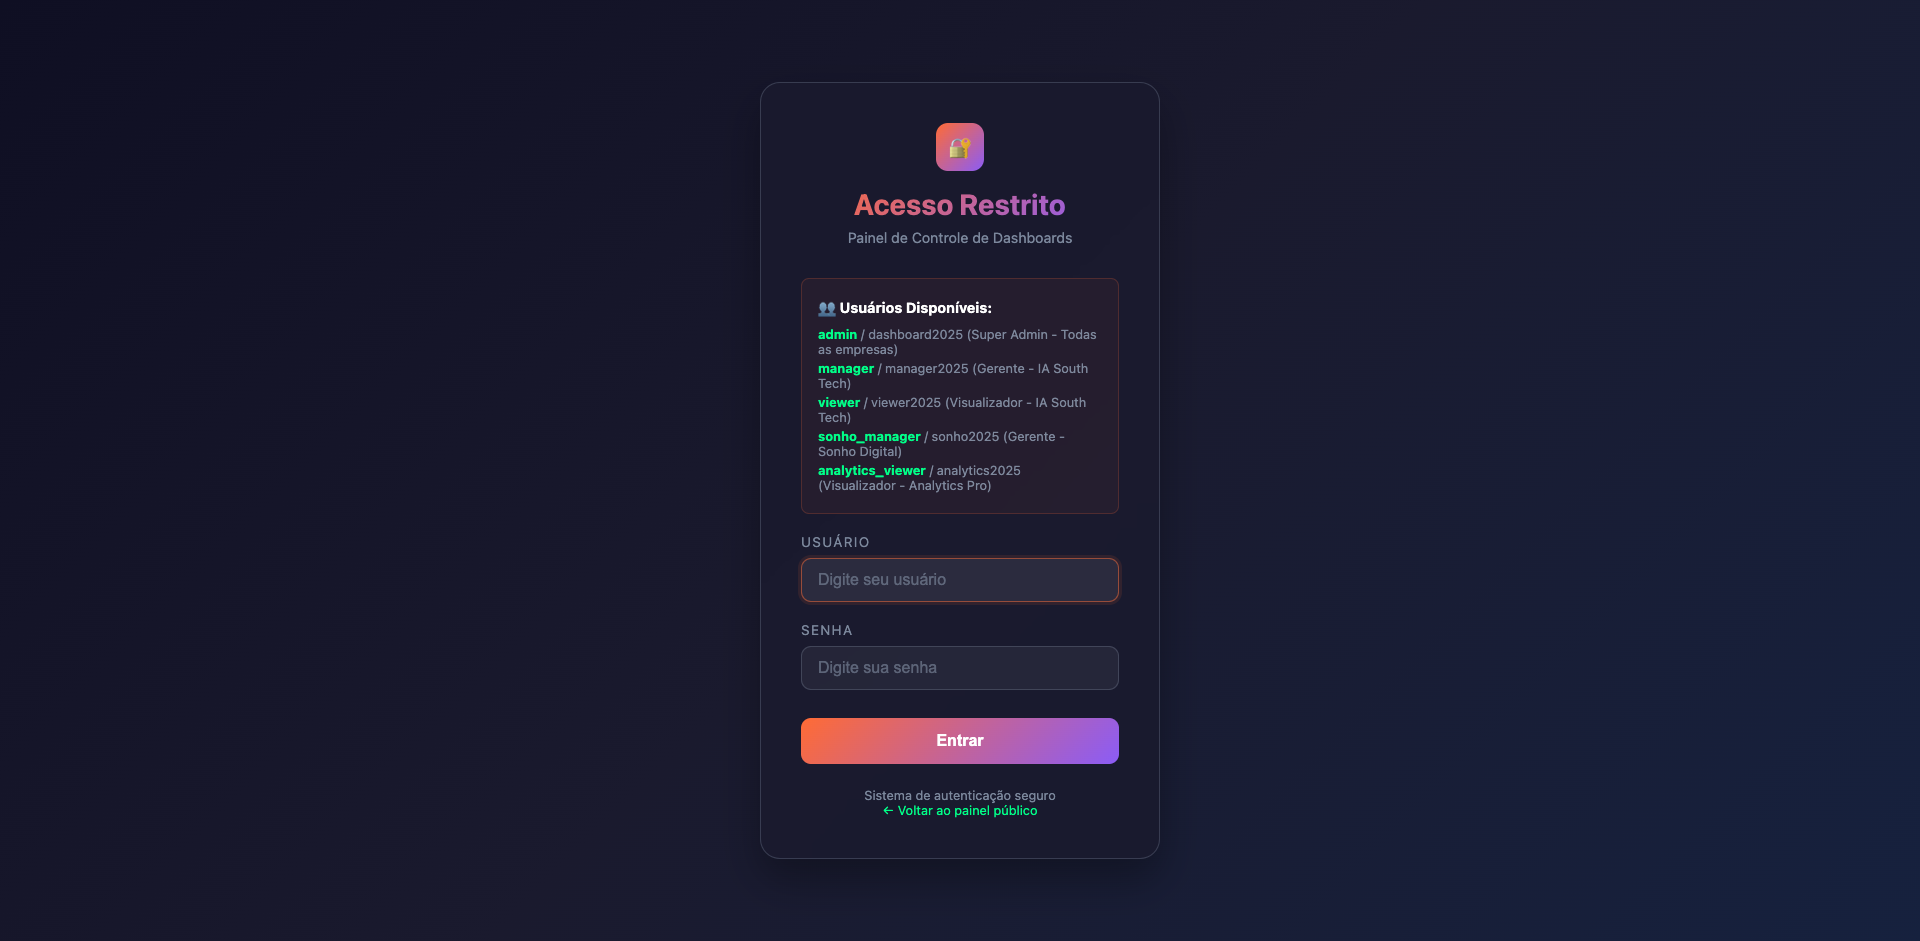 Acesso Restrito
Painel de Controle de Dashboards
👥 Usuários Disponíveis:
admin / dashboard2025 (Super Admin - Todas
as empresas)
manager / manager2025 (Gerente - IA South
Tech)
viewer / viewer2025 (Visualizador - IA South
Tech)
sonho_manager / sonho2025 (Gerente -
Sonho Digital)
analytics_viewer / analytics2025
(Visualizador - Analytics Pro)
USUÁRIO
Digite seu usuário
SENHA
Digite sua senha
Entrar
Sistema de autenticação seguro
← Voltar ao painel público